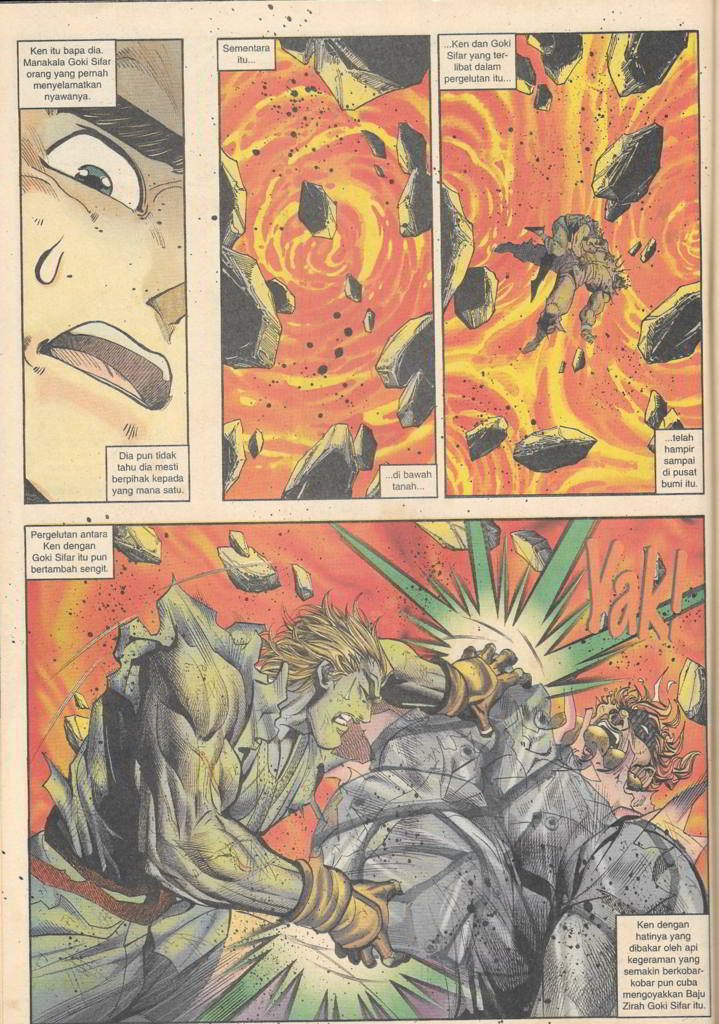 Ken itu bapa dia.
Manakala Goki Sifar
orang yang pernah
menyelamatkan
nyawanya.
Dia pun tidak
tahu dia mesti
berpihak kepada
yang mana satu.
Sementara
itu...
...di bawah
tanah...
...Ken dan Goki
Sifar yang ter-
libat dalam
pergelutan itu...
...telah
hampir
sampai
di pusat
bumi itu.
Pergelutan antara
Ken dengan
Goki Sifar itu pun
bertambah sengit.
YaK!
Ken dengan
hatinya yang
dibakar oleh api
kegeraman yang
semakin berkobar-
kobar pun cuba
mengoyakkan Baju
Zirah Goki Sifar itu.